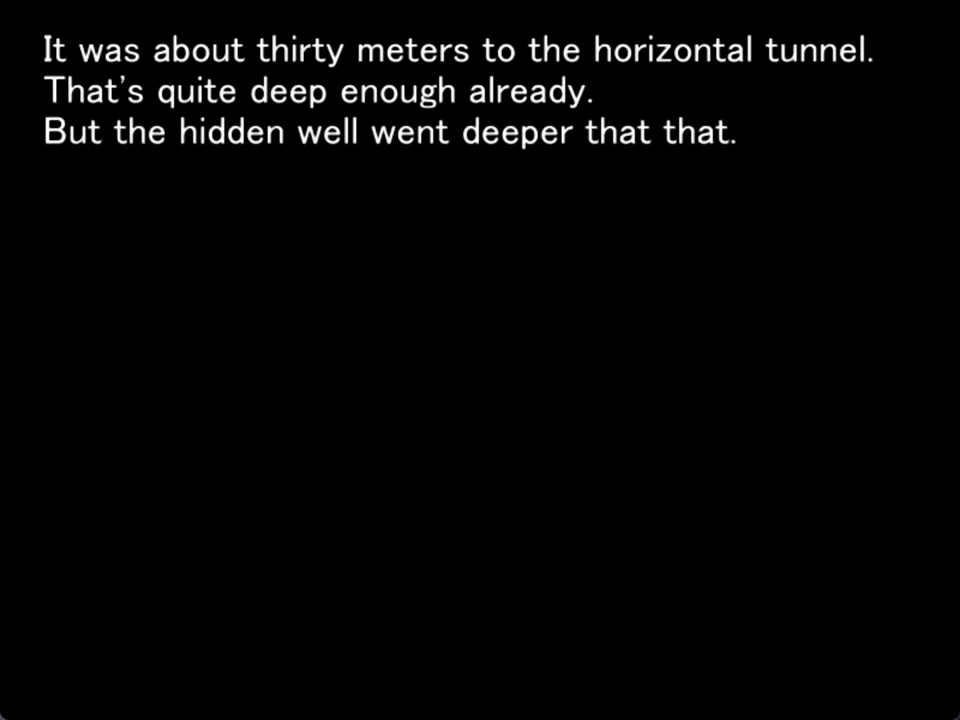 It was about thirty meters to the horizontal tunnel.
That's quite deep enough already.
But the hidden well went deeper that that.